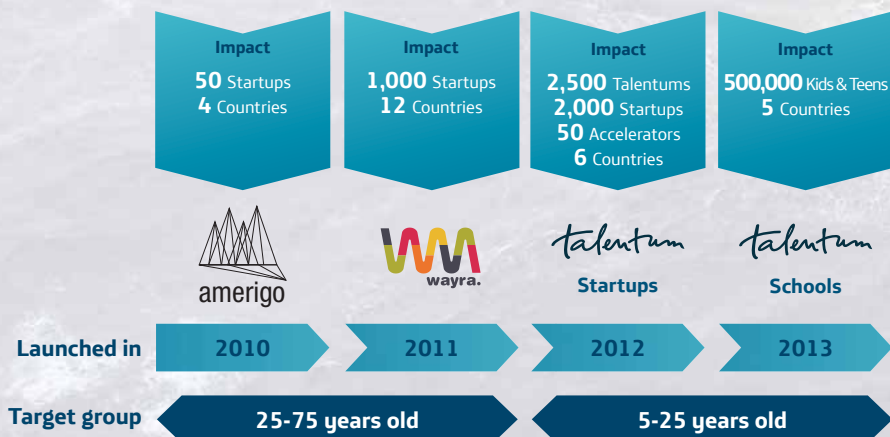 Impact
50 Startups
4 Countries
Impact
1,000 Startups
12 Countries
Impact
2,500 Talentums
2,000 Startups
50 Accelerators
6 Countries
Impact
500,000 Kids & Teens
5 Countries
amerigo
wayra.
talentum
Startups
talentum
Schools
Launched in
2010
2011
2012
2013
Target group
25-75 years old
5-25 years old